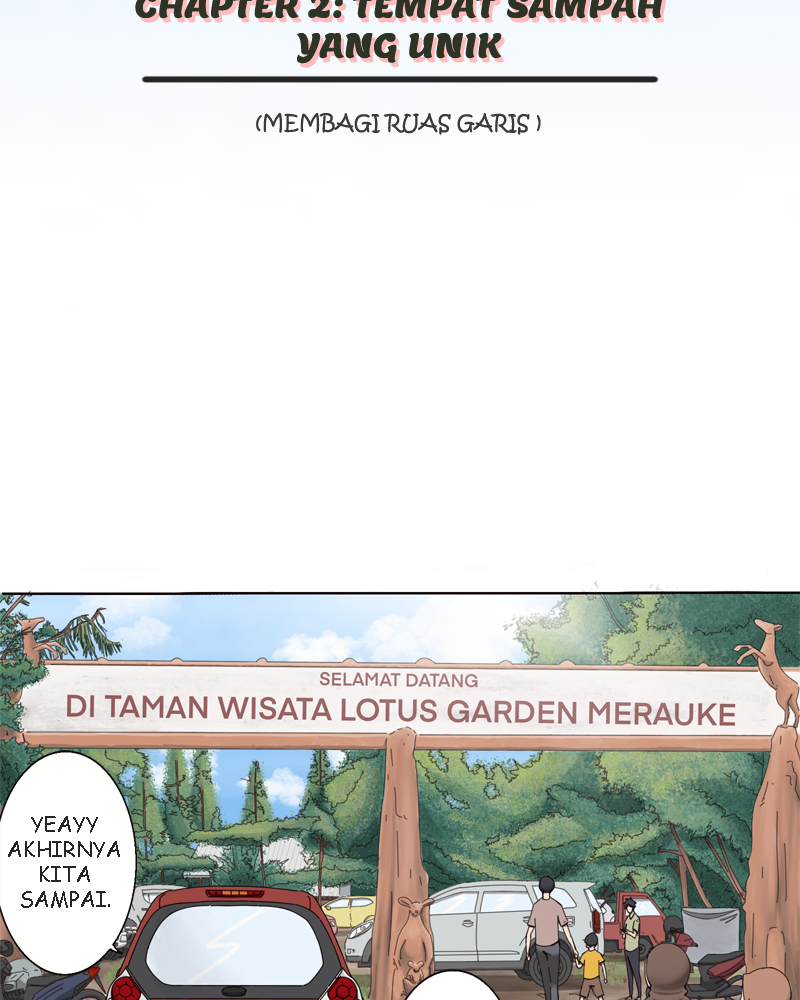 CHAPTER 2: TEMPAT SAMPAH
YANG UNIK
(MEMBAGI RUAS GARIS )
SELAMAT DATANG
DI TAMAN WISATA LOTUS GARDEN MERAUKE
YEAYY
AKHIRNYA
KITA
SAMPAI.